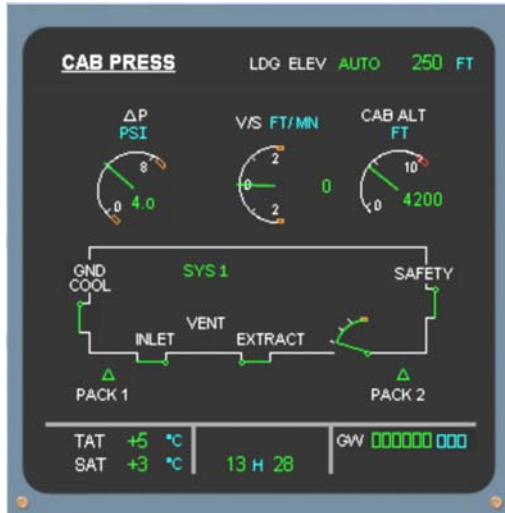 CAB PRESS LDG ELEV AUTO 250 FT
ΔP V/S FT/MN CAB ALT
PSI FT
8 2 10
0 4.0 0 0 0 4200
2
GND COOL SYS 1 SAFETY
VENT
INLET EXTRACT
PACK 1 PACK 2
TAT +5 °C GW
SAT +3 °C 13 H 28